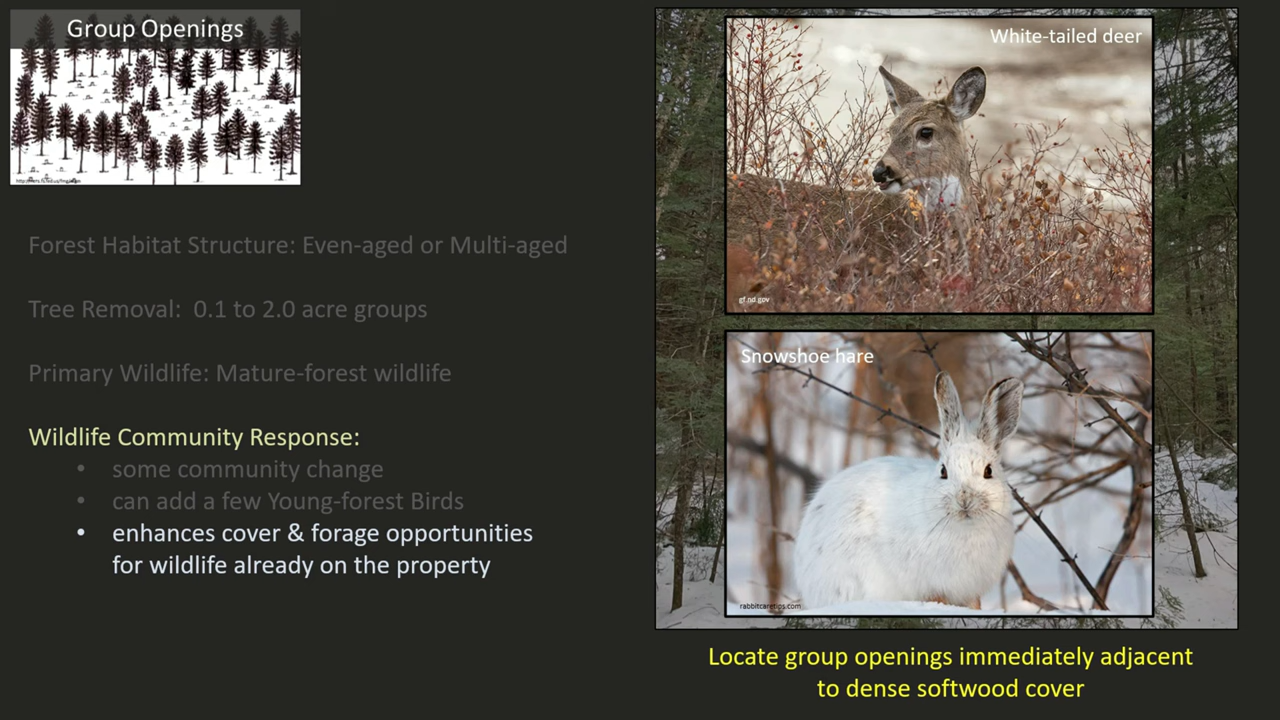 Group Openings
Forest Habitat Structure: Even-aged or Multi-aged
Tree Removal: 0.1 to 2.0 acre groups
Primary Wildlife: Mature-forest wildlife
Wildlife Community Response:
• some community change
• can add a few Young-forest Birds
• enhances cover & forage opportunities
for wildlife already on the property
White-tailed deer
gf.nd.gov
Snowshoe hare
rabbitcaretips.com
Locate group openings immediately adjacent
to dense softwood cover